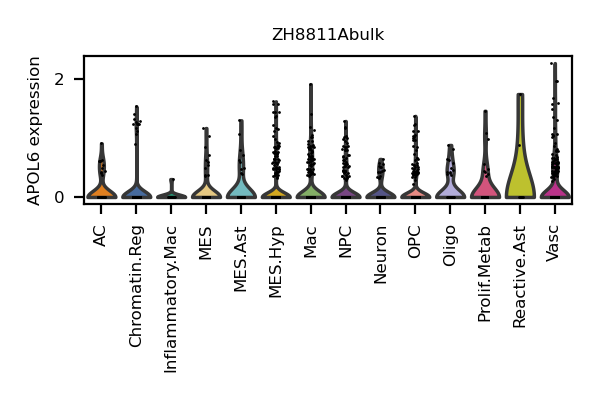 ZH8811Abulk
APOL6 expression
2
0
AC
Chromatin.Reg
Inflammatory.Mac
MES
MES.Ast
MES.Hyp
Mac
NPC
Neuron
OPC
Oligo
Prolif.Metab
Reactive.Ast
Vasc